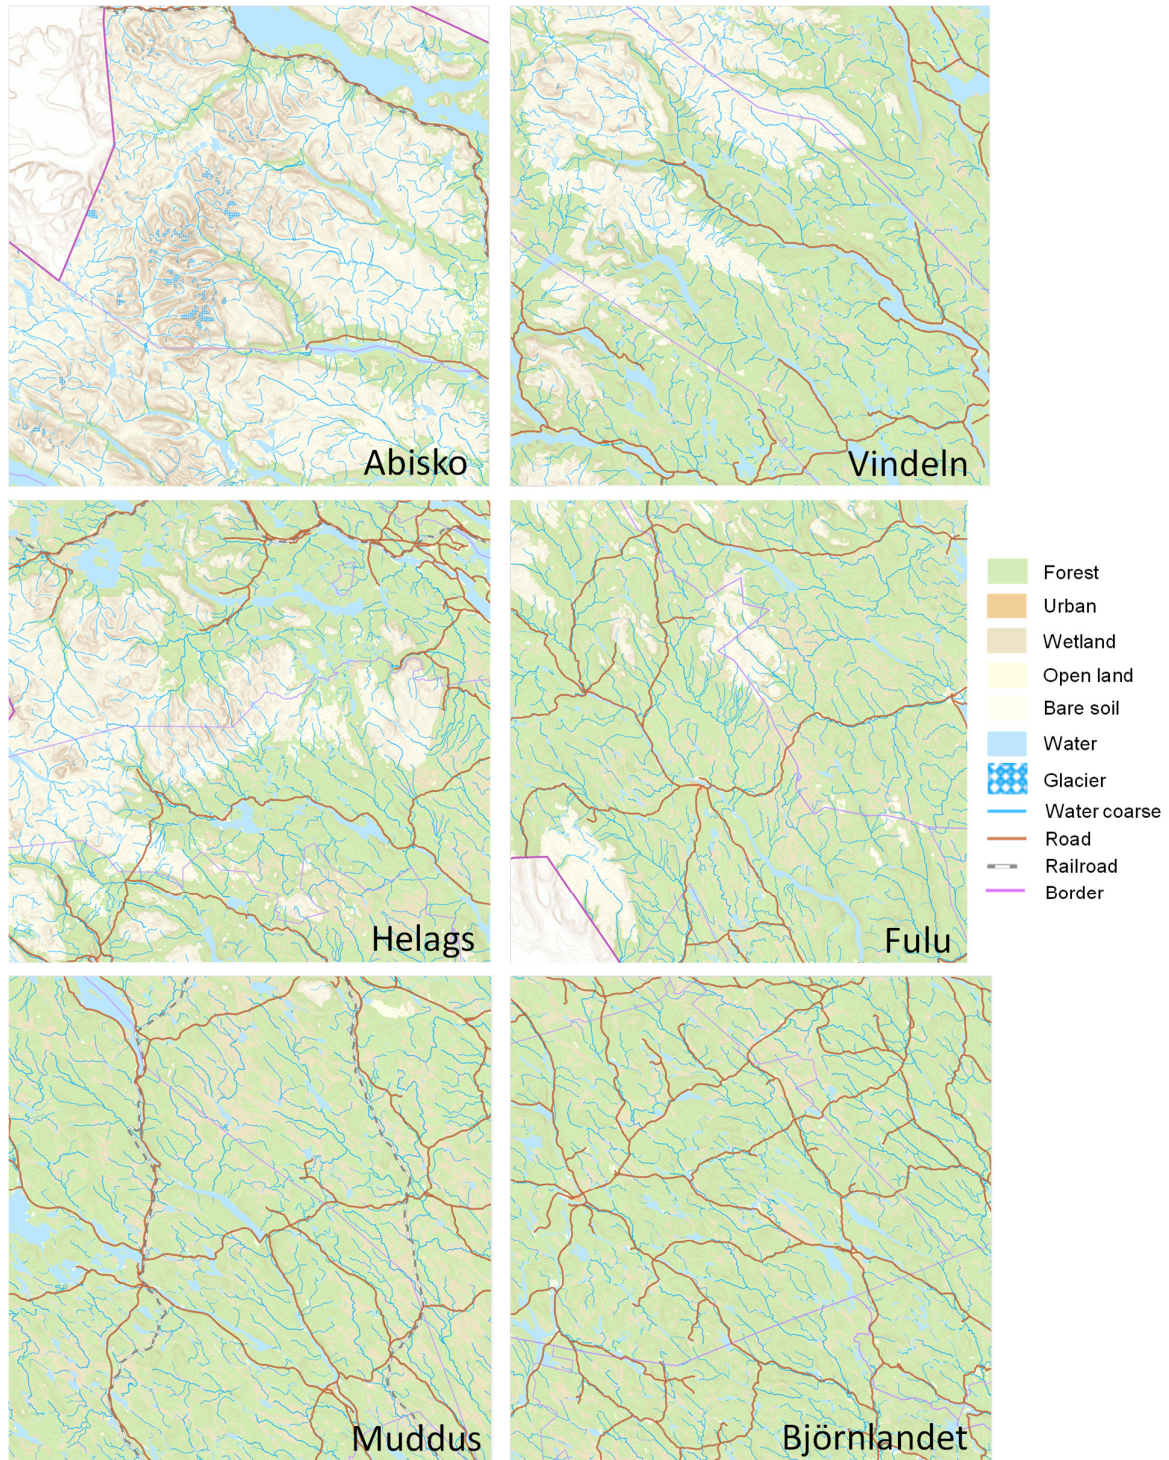 Abisko
Vindeln
Helags
Fulu
Forest
Urban
Wetland
Open land
Bare soil
Water
Glacier
Water coarse
Road
Railroad
Border
Muddus
Björnlandet